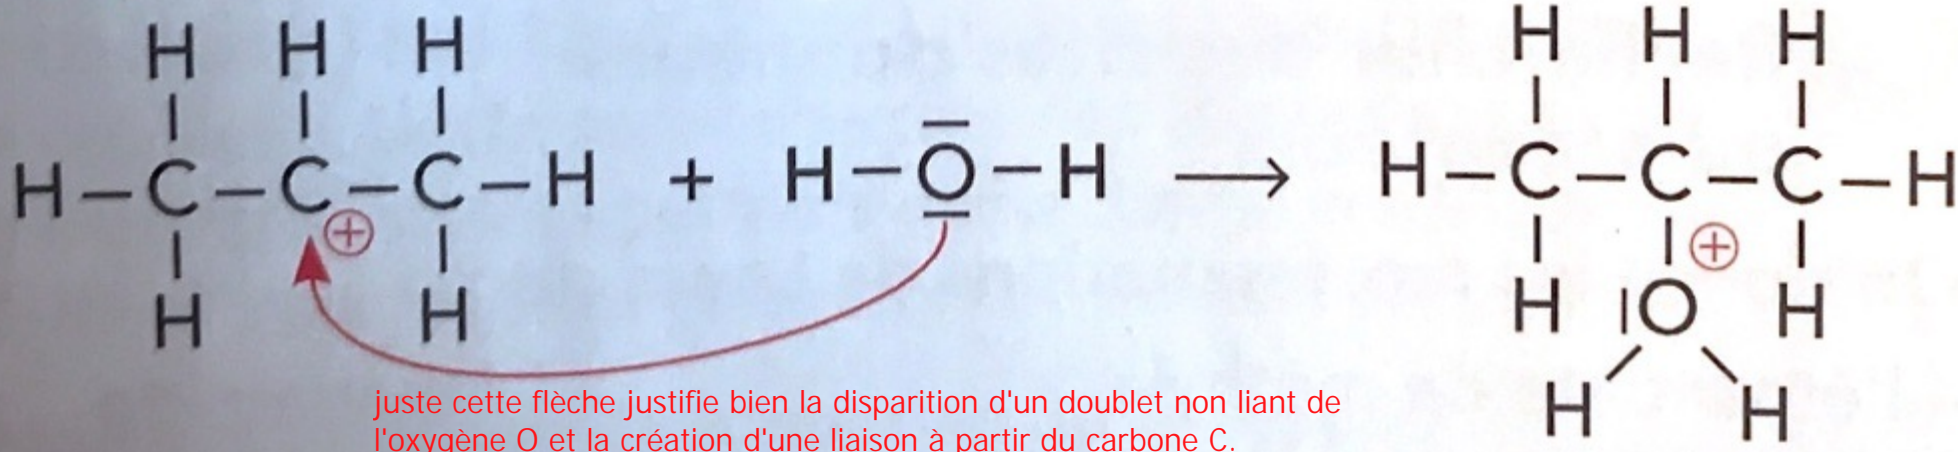 H H H H H H
H–C–C–C–H + H–O–H → H–C–C–C–H
⊕ ⊕
H H H |O H
H H
juste cette flèche justifie bien la disparition d'un doublet non liant de
l'oxygène O et la création d'une liaison à partir du carbone C.